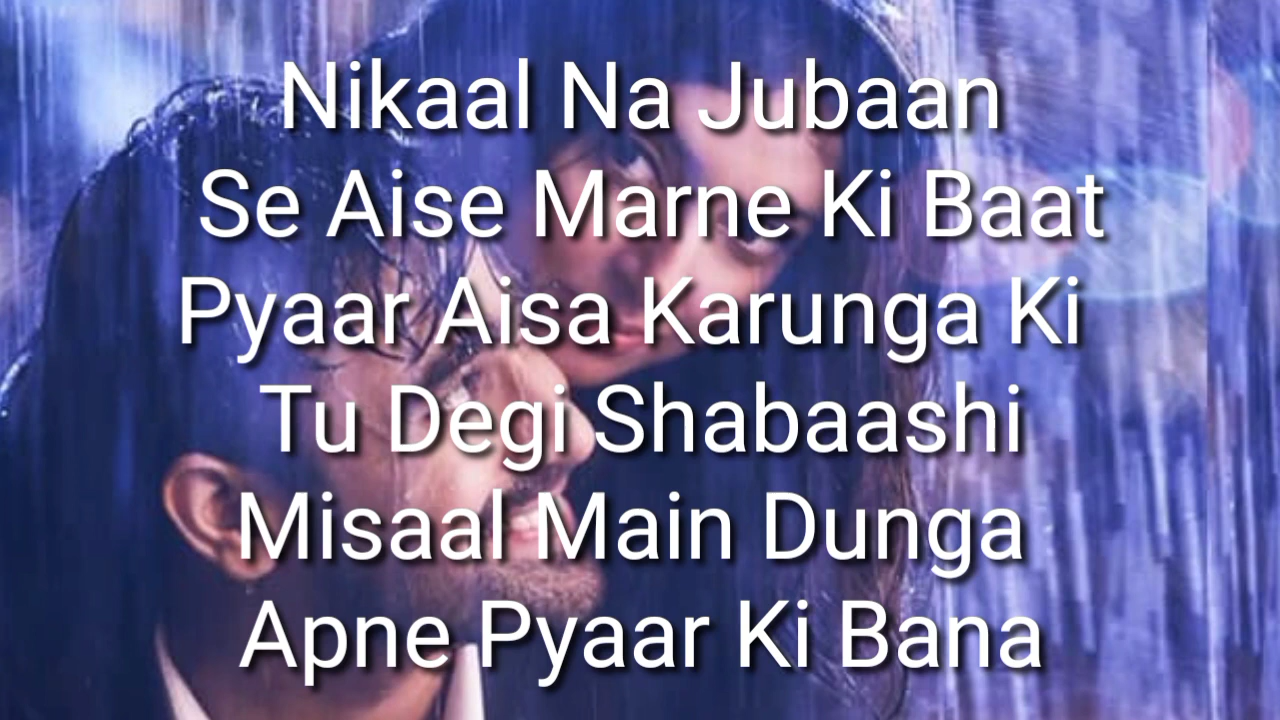 Nikaal Na Jubaan
Se Aise Marne Ki Baat
Pyaar Aisa Karunga Ki
Tu Degi Shabaashi
Misaal Main Dunga
Apne Pyaar Ki Bana